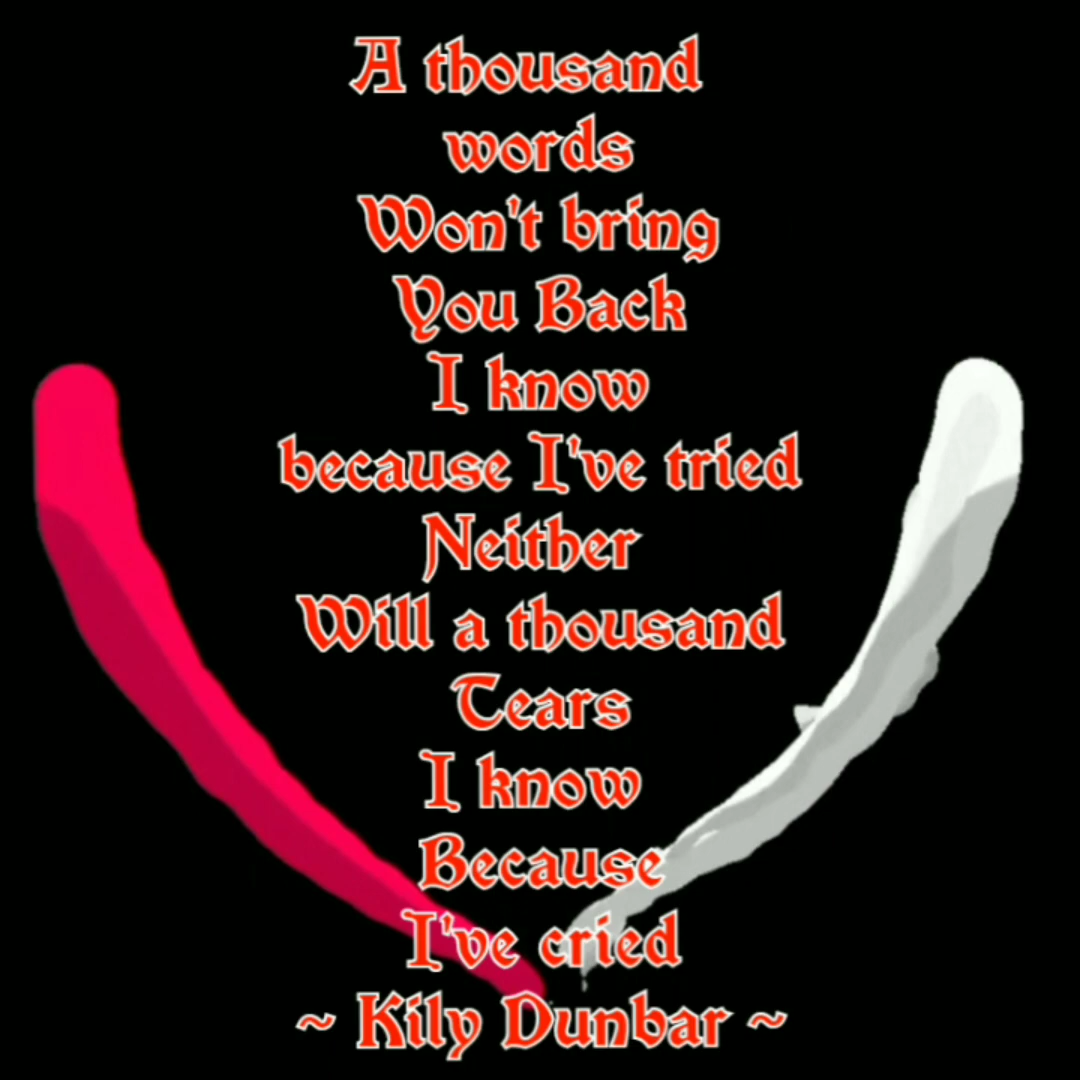 A thousand
words
Won't bring
You Back
I know
because I've tried
Neither
Will a thousand
Tears
I know
Because
I've cried
~ Kily Dunbar ~